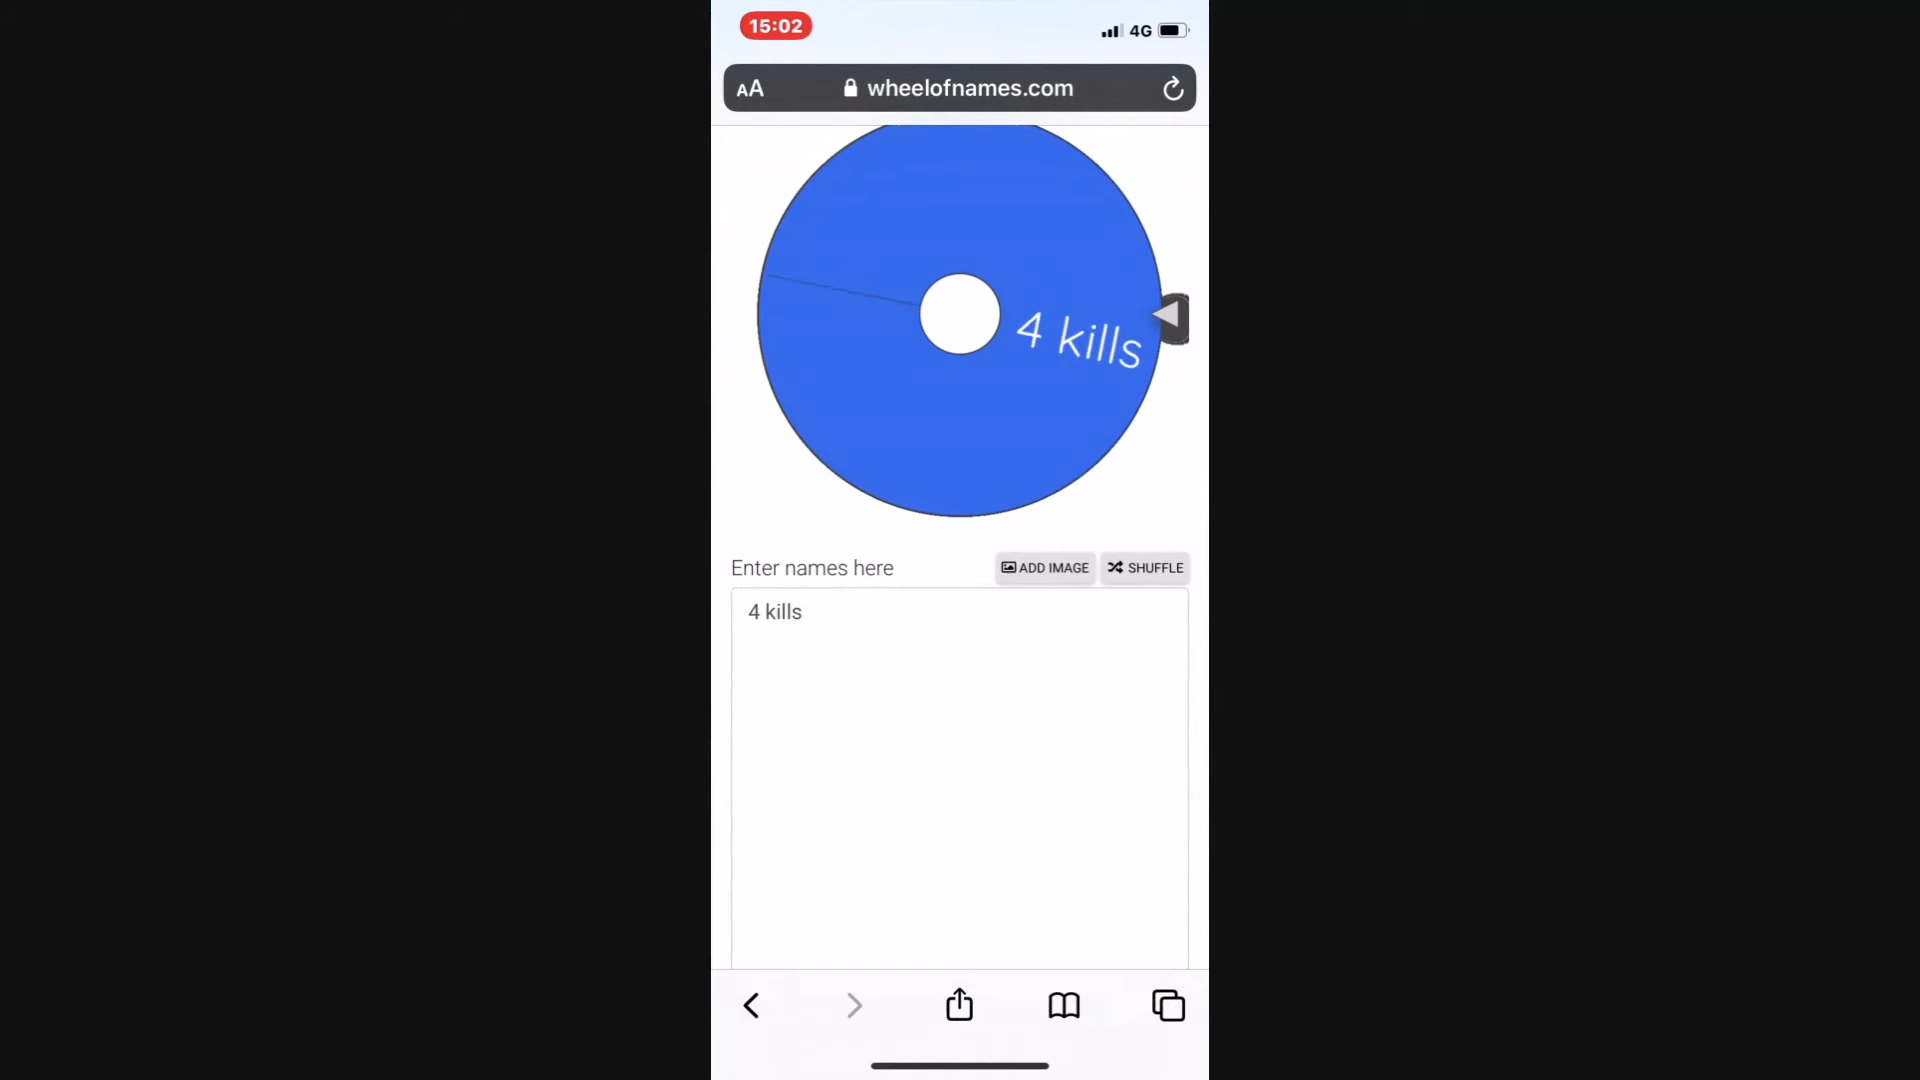 15:02
4G
AA
wheelofnames.com
4 kills
Enter names here
ADD IMAGE
SHUFFLE
4 kills